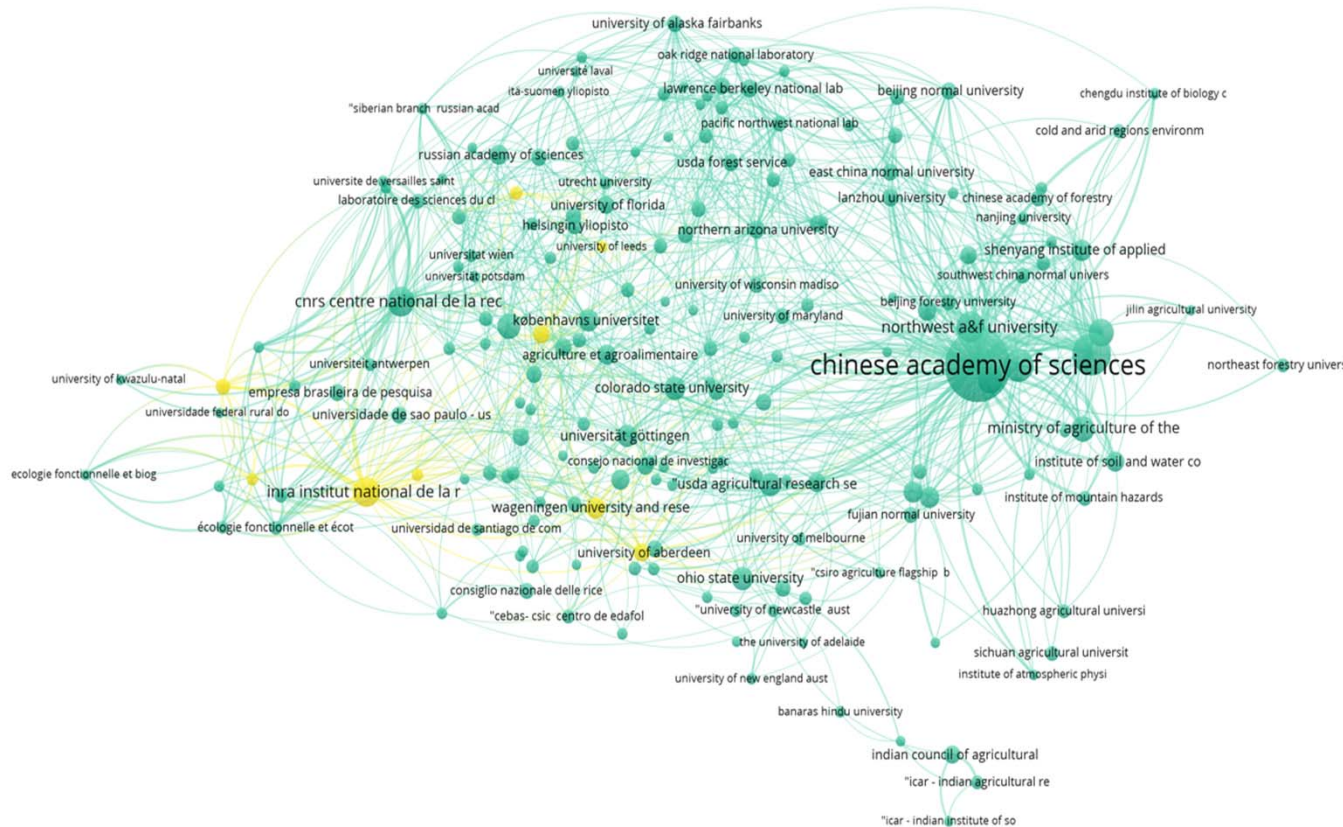 university of alaska fairbanks
oak ridge national laboratory
université laval
ita-suomen yliopisto
lawrence berkeley national lab
beijing normal university
chengdu institute of biology c
"siberian branch  russian acad
pacific northwest national lab
cold and arid regions environm
russian academy of sciences
usda forest service
east china normal university
universite de versailles saint
utrecht university
laboratoire des sciences du cl
university of florida
lanzhou university
chinese academy of forestry
nanjing university
helsingin yliopisto
northern arizona university
university of leeds
shenyang institute of applied
universitat wien
universitat potsdam
southwest china normal univers
university of wisconsin madiso
cnrs centre national de la rec
beijing forestry university
jilin agricultural university
københavns universitet
university of maryland
northwest a&f university
agriculture et agroalimentaire
chinese academy of sciences
universiteit antwerpen
northeast forestry univers
university of kwazulu-natal
empresa brasileira de pesquisa
colorado state university
universidade federal rural do
universidade de sao paulo - us
ministry of agriculture of the
universität göttingen
consejo nacional de investigac
institute of soil and water co
ecologie fonctionnelle et biog
inra institut national de la r
"usda agricultural research se
institute of mountain hazards
wageningen university and rese
fujian normal university
écologie fonctionnelle et écot
universidad de santiago de com
university of melbourne
university of aberdeen
ohio state university
"csiro agriculture flagship  b
consiglio nazionale delle rice
"cebas- csic  centro de edafol
"university of newcastle  aust
huazhong agricultural universi
the university of adelaide
sichuan agricultural universit
university of new england aust
institute of atmospheric physi
banaras hindu university
indian council of agricultural
"icar - indian agricultural re
"icar - indian institute of so